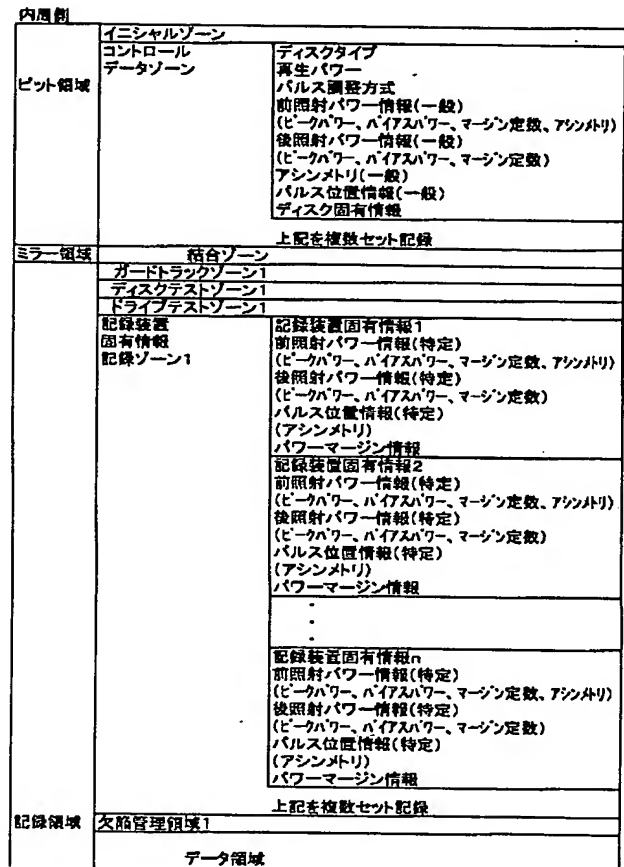 内周側
イニシャルゾーン
ピット領域
コントロール
データゾーン
ディスクタイプ
再生パワー
パルス調整方式
前照射パワー情報(一般)
(ピークパワー、バイアスパワー、マージン定数、アシンメトリ)
後照射パワー情報(一般)
(ピークパワー、バイアスパワー、マージン定数)
アシンメトリ(一般)
パルス位置情報(一般)
ディスク固有情報
上記を複数セット記録
ミラー領域
結合ゾーン
ガードトラックゾーン1
ディスクテストゾーン1
ドライブテストゾーン1
記録装置
固有情報
記録ゾーン1
記録装置固有情報1
前照射パワー情報(特定)
(ピークパワー、バイアスパワー、マージン定数、アシンメトリ)
後照射パワー情報(特定)
(ピークパワー、バイアスパワー、マージン定数)
パルス位置情報(特定)
(アシンメトリ)
パワーマージン情報
記録装置固有情報2
前照射パワー情報(特定)
(ピークパワー、バイアスパワー、マージン定数、アシンメトリ)
後照射パワー情報(特定)
(ピークパワー、バイアスパワー、マージン定数)
パルス位置情報(特定)
(アシンメトリ)
パワーマージン情報
・
・
・
記録装置固有情報n
前照射パワー情報(特定)
(ピークパワー、バイアスパワー、マージン定数、アシンメトリ)
後照射パワー情報(特定)
(ピークパワー、バイアスパワー、マージン定数)
パルス位置情報(特定)
(アシンメトリ)
パワーマージン情報
上記を複数セット記録
記録領域
欠陥管理領域1
データ領域